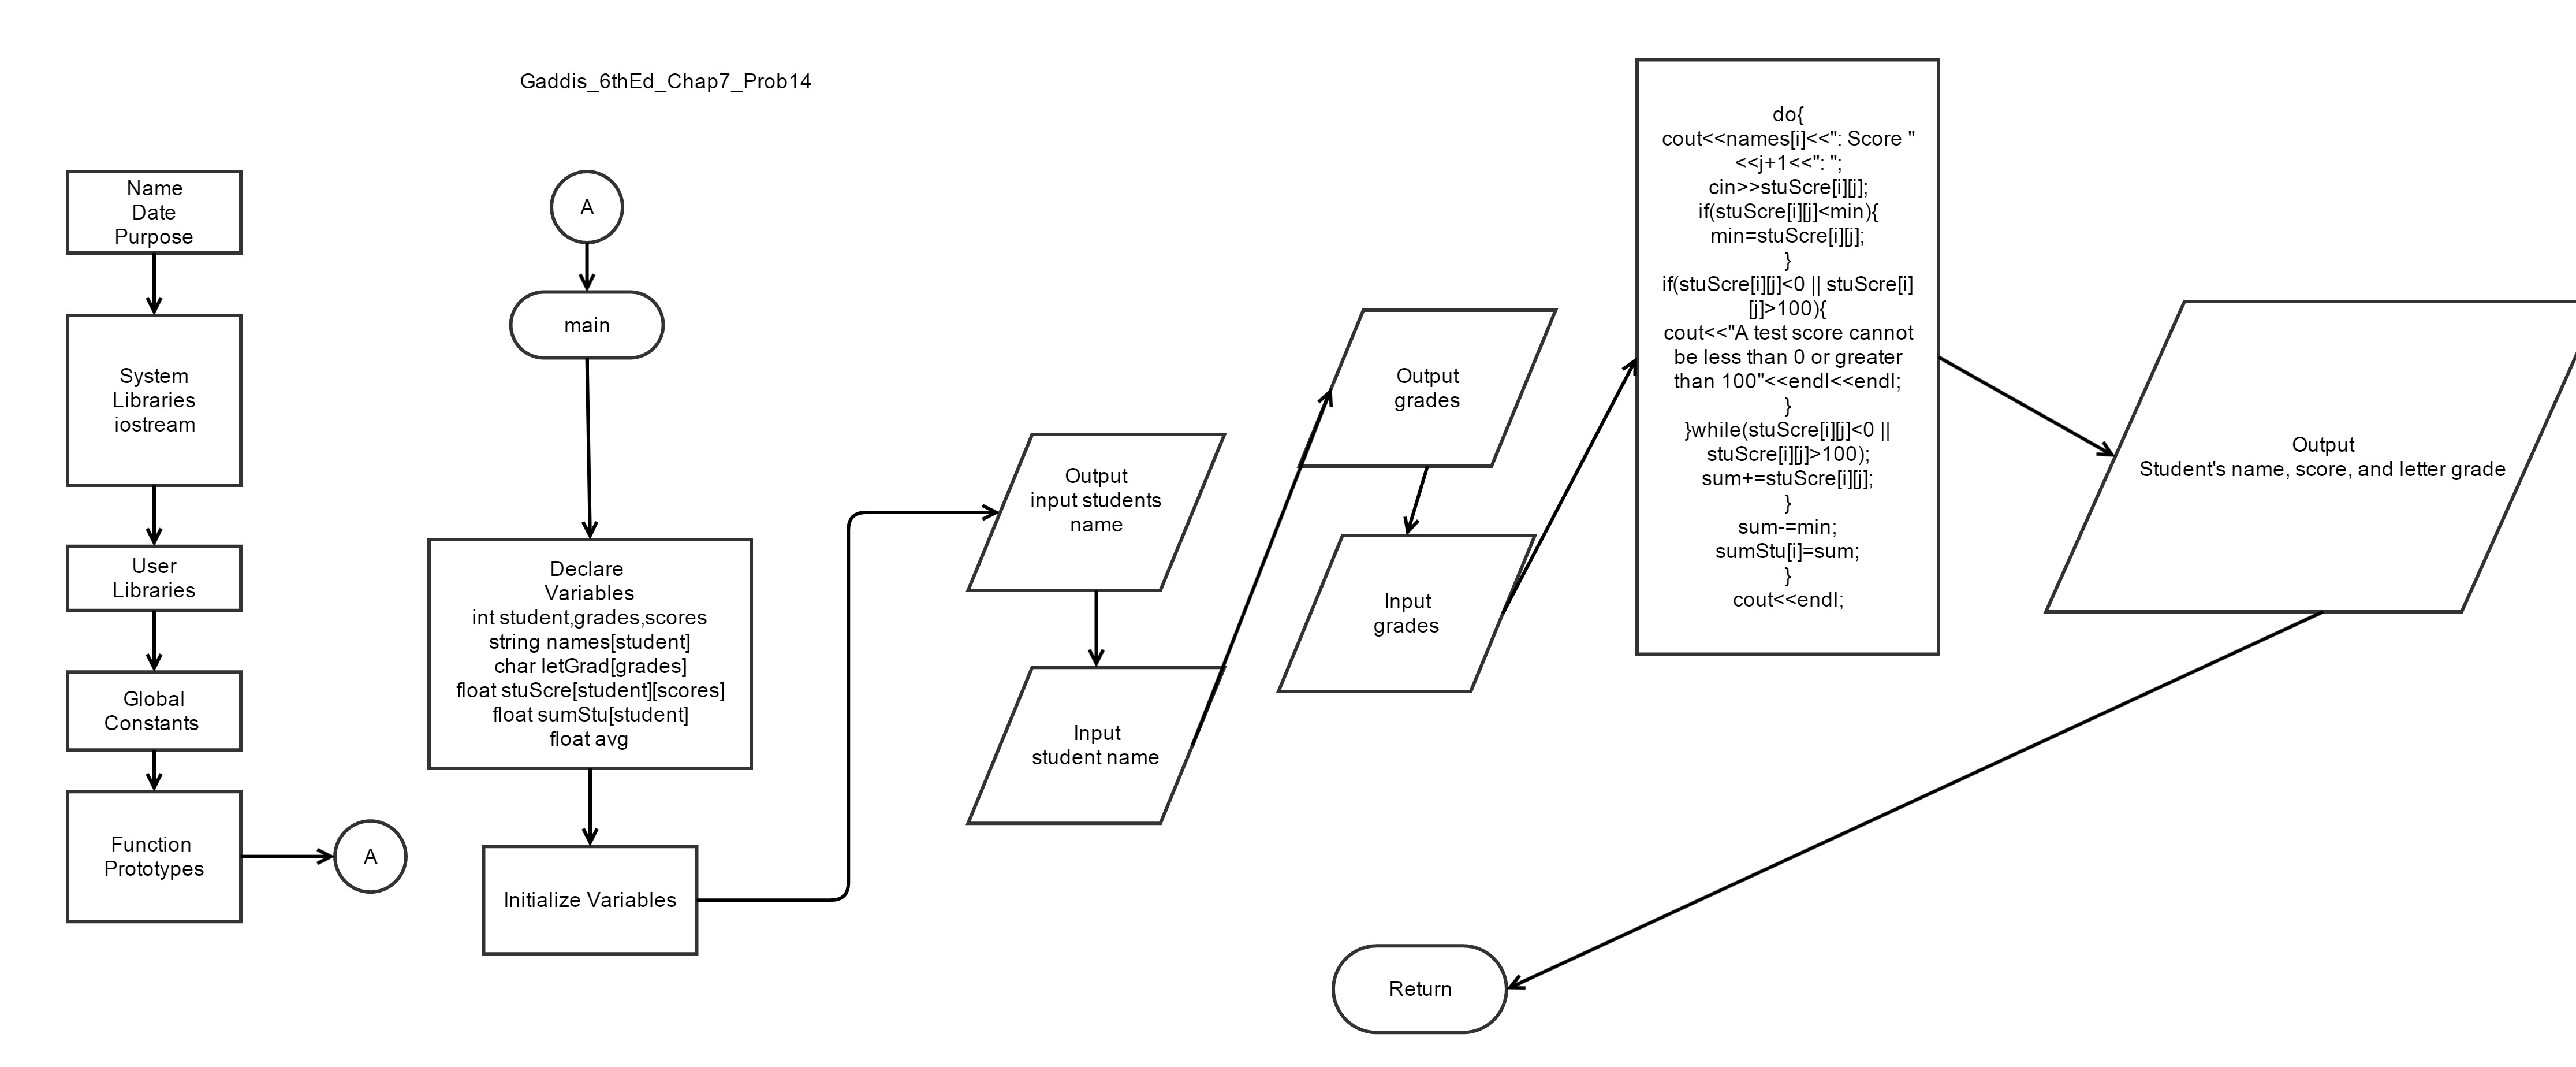 Gaddis_6thEd_Chap7_Prob14
Name
Date
Purpose
System
Libraries
iostream
User
Libraries
Global
Constants
Function
Prototypes
A
A
main
Declare
Variables
int student,grades,scores
string names[student]
char letGrad[grades]
float stuScre[student][scores]
float sumStu[student]
float avg
Initialize Variables
Output
input students
name
Input
student name
Output
grades
Input
grades
do{
cout<<names[i]<<": Score "
<<j+1<<": ";
cin>>stuScre[i][j];
if(stuScre[i][j]<min){
min=stuScre[i][j];
}
if(stuScre[i][j]<0 || stuScre[i]
[j]>100){
cout<<"A test score cannot
be less than 0 or greater
than 100"<<endl<<endl;
}
}while(stuScre[i][j]<0 ||
stuScre[i][j]>100);
sum+=stuScre[i][j];
}
sum-=min;
sumStu[i]=sum;
}
cout<<endl;
Output
Student's name, score, and letter grade
Return